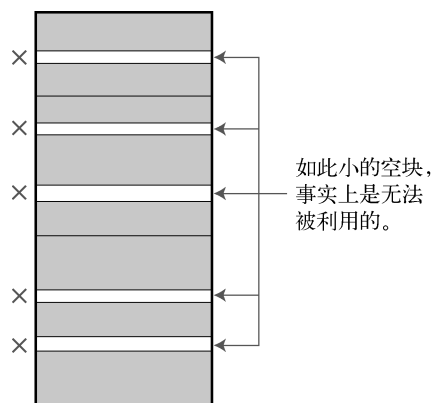 如此小的空块，
事实上是无法
被利用的。